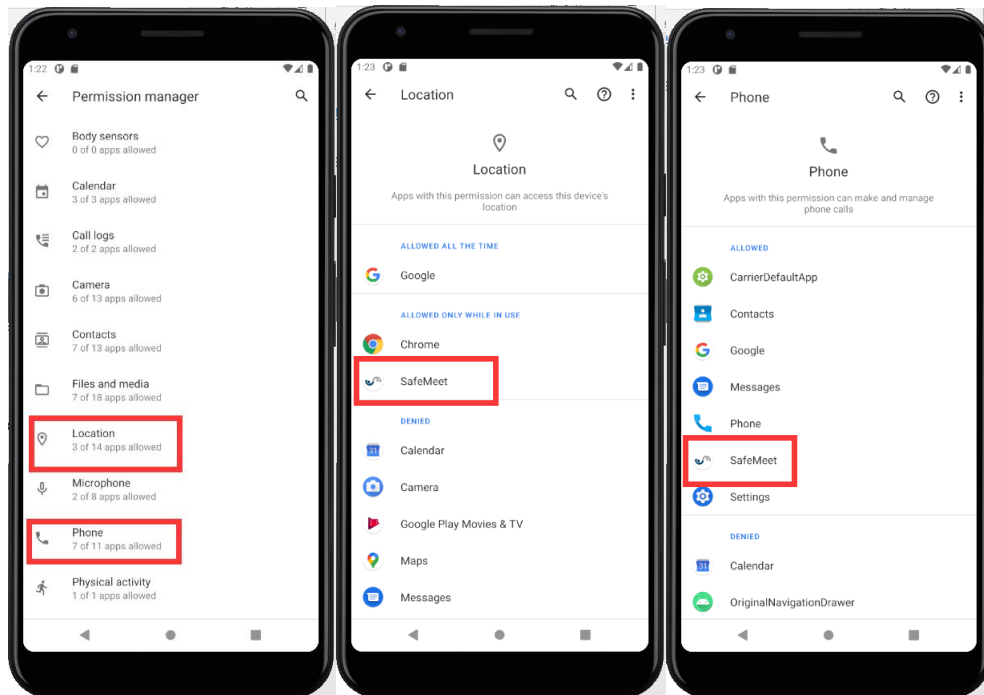 1:22
Permission manager
Body sensors
0 of 0 apps allowed
Calendar
3 of 3 apps allowed
Call logs
2 of 2 apps allowed
Camera
6 of 13 apps allowed
Contacts
7 of 13 apps allowed
Files and media
7 of 18 apps allowed
Location
3 of 14 apps allowed
Microphone
2 of 8 apps allowed
Phone
7 of 11 apps allowed
Physical activity
1 of 1 apps allowed
1:23
Location
Location
Apps with this permission can access this device's
location
ALLOWED ALL THE TIME
Google
ALLOWED ONLY WHILE IN USE
Chrome
SafeMeet
DENIED
31 Calendar
Camera
Google Play Movies & TV
Maps
Messages
1:23
Phone
Phone
Apps with this permission can make and manage
phone calls
ALLOWED
CarrierDefaultApp
Contacts
Google
Messages
Phone
SafeMeet
Settings
DENIED
31 Calendar
OriginalNavigationDrawer